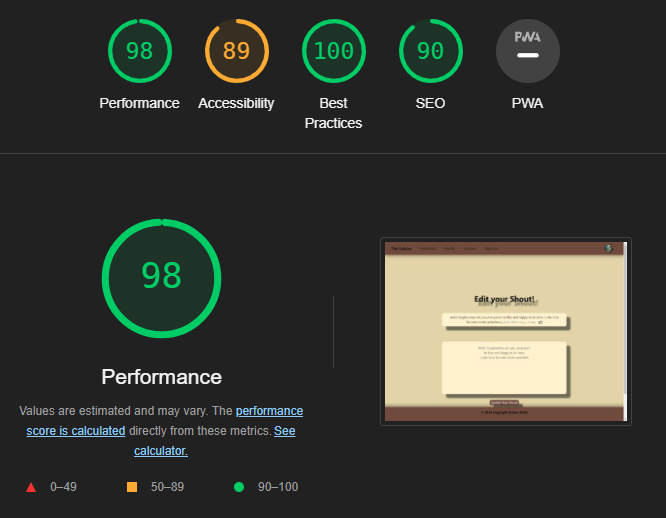 98
89
100
90
PWA
Performance
Accessibility
Best
Practices
SEO
PWA
98
Performance
Values are estimated and may vary. The performance
score is calculated directly from these metrics. See
calculator.
0–49
50–89
90–100
Edit your Shout!